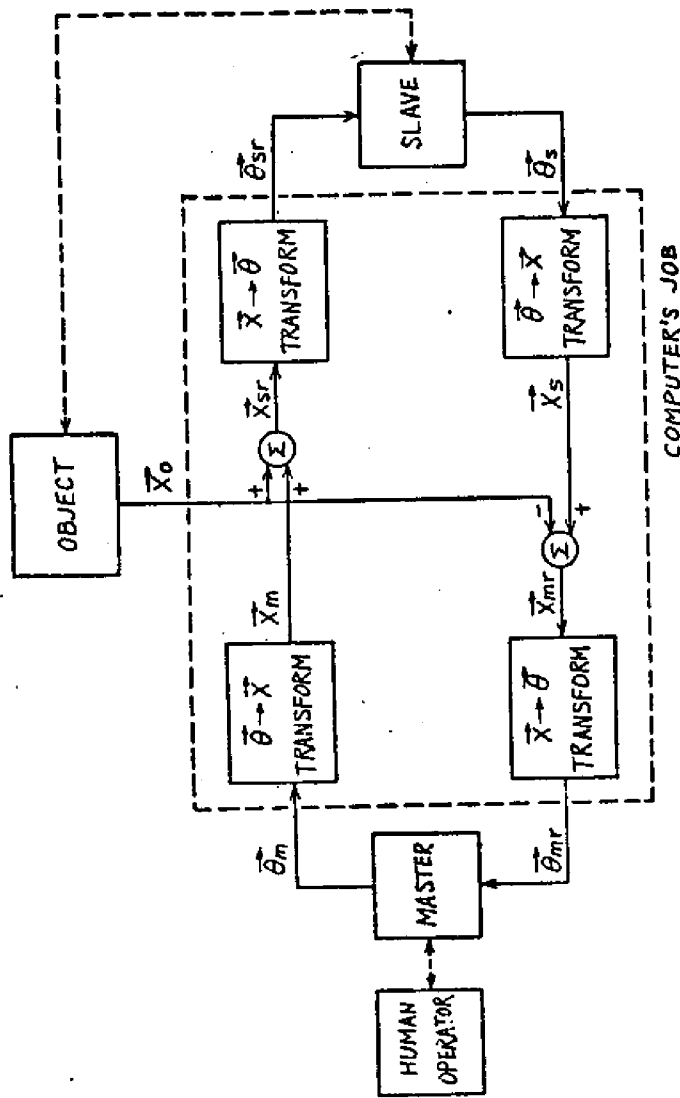 OBJECT
X⃗o
HUMAN
OPERATOR
MASTER
θ⃗m
θ⃗→X⃗
TRANSFORM
X⃗m
+
+
Σ
X⃗sr
X⃗→θ⃗
TRANSFORM
θ⃗sr
SLAVE
θ⃗s
θ⃗→X⃗
TRANSFORM
X⃗s
-
+
Σ
X⃗mr
X⃗→θ⃗
TRANSFORM
θ⃗mr
COMPUTER'S JOB